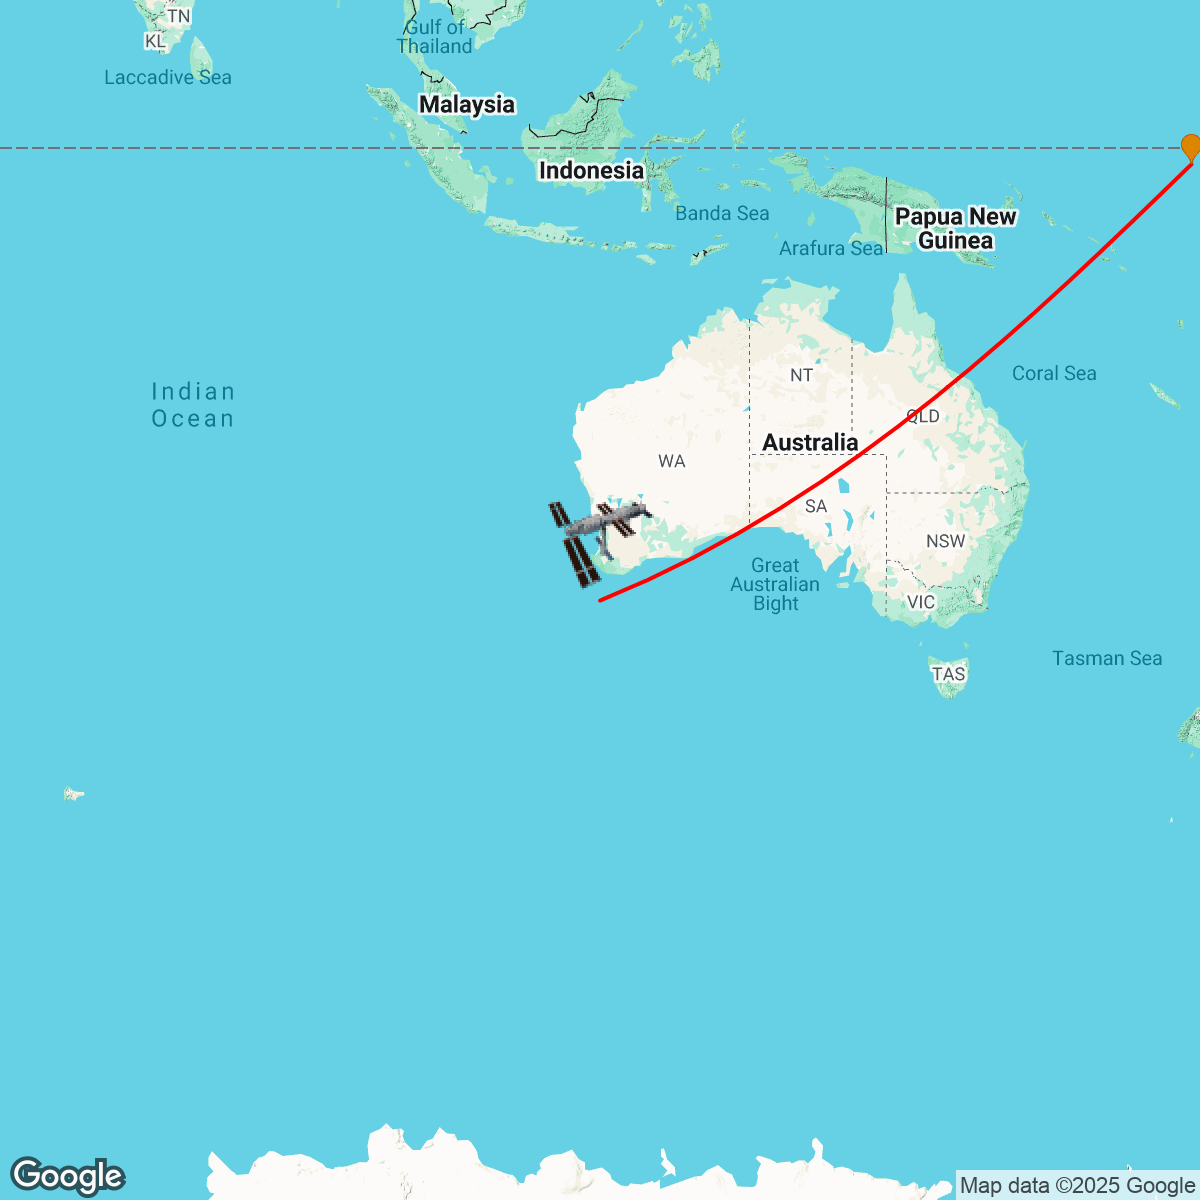 TN
KL
Gulf of
Thailand
Laccadive Sea
Malaysia
Indonesia
Banda Sea
Papua New
Guinea
Arafura Sea
Indian
Ocean
NT
Coral Sea
QLD
Australia
WA
SA
NSW
Great
Australian
Bight
VIC
Tasman Sea
TAS
Google
Map data ©2025 Google